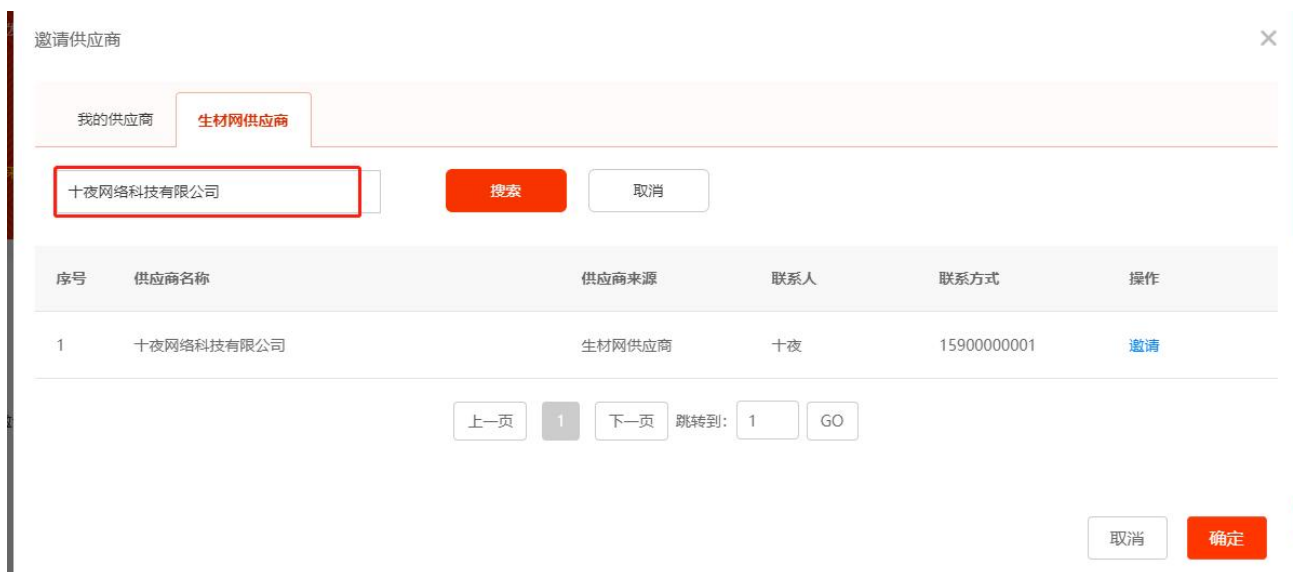 邀请供应商
我的供应商 生材网供应商
十夜网络科技有限公司 搜索 取消
序号 供应商名称 供应商来源 联系人 联系方式 操作
1 十夜网络科技有限公司 生材网供应商 十夜 15900000001 邀请
上一页 1 下一页 跳转到: 1 GO
取消 确定